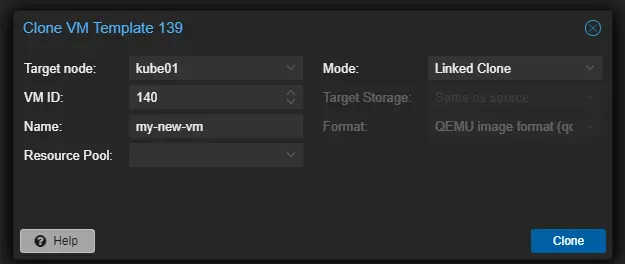 Clone VM Template 139
Target node: kube01 Mode: Linked Clone
VM ID: 140 Target Storage: Same as source
Name: my-new-vm Format: QEMU image format (qc
Resource Pool:
Help Clone